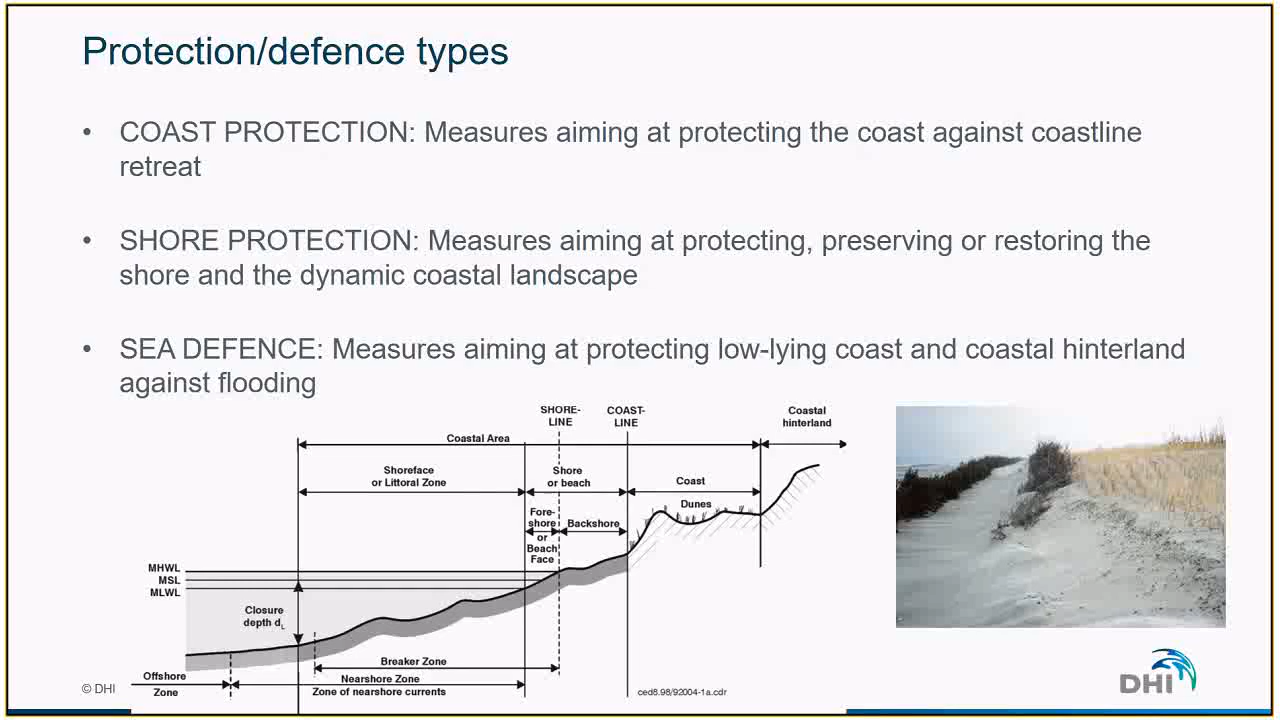 Protection/defence types
• COAST PROTECTION: Measures aiming at protecting the coast against coastline
retreat
• SHORE PROTECTION: Measures aiming at protecting, preserving or restoring the
shore and the dynamic coastal landscape
• SEA DEFENCE: Measures aiming at protecting low-lying coast and coastal hinterland
against flooding
SHORE-
LINE
COAST-
LINE
Coastal
hinterland
Coastal Area
Shoreface
or Littoral Zone
Shore
or beach
Coast
Dunes
Fore-
shore
or
Beach
Face
Backshore
MHWL
MSL
MLWL
Closure
depth dL
Breaker Zone
Offshore
Zone
Nearshore Zone
Zone of nearshore currents
ced8.98/92004-1a.cdr
© DHI
DHI